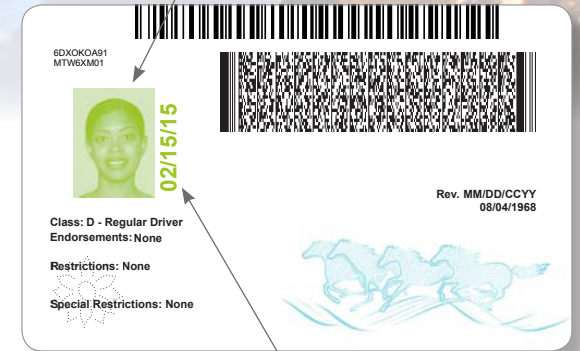 6DXOKOA91
MTW6XM01
02/15/15
Rev. MM/DD/CCYY
08/04/1968
Class: D - Regular Driver
Endorsements: None
Restrictions: None
Special Restrictions: None